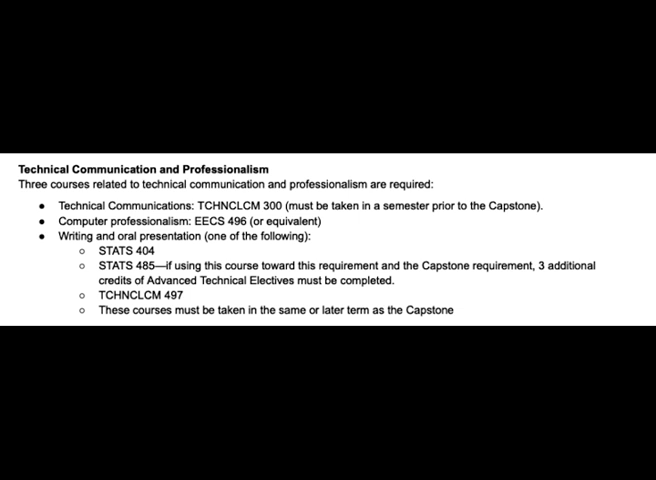 Technical Communication and Professionalism
Three courses related to technical communication and professionalism are required:
● Technical Communications: TCHNCLCM 300 (must be taken in a semester prior to the Capstone).
● Computer professionalism: EECS 496 (or equivalent)
● Writing and oral presentation (one of the following):
○ STATS 404
○ STATS 485—if using this course toward this requirement and the Capstone requirement, 3 additional
credits of Advanced Technical Electives must be completed.
○ TCHNCLCM 497
○ These courses must be taken in the same or later term as the Capstone